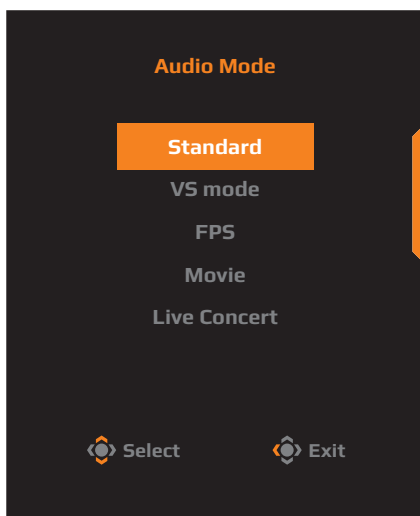 Audio Mode
Standard
VS mode
FPS
Movie
Live Concert
Select Exit